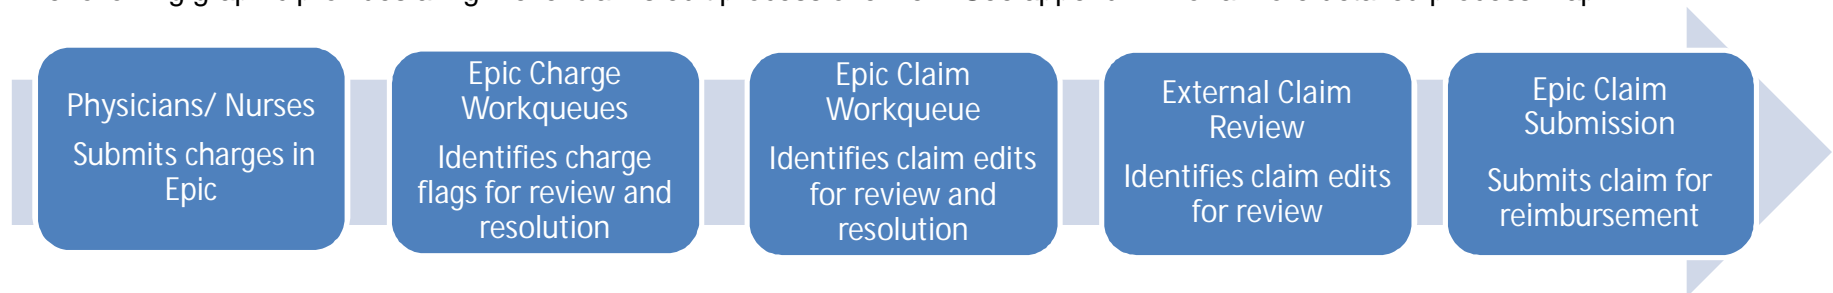 Physicians/ Nurses
Submits charges in
Epic
Epic Charge
Workqueues
Identifies charge
flags for review and
resolution
Epic Claim
Workqueue
Identifies claim edits
for review and
resolution
External Claim
Review
Identifies claim edits
for review
Epic Claim
Submission
Submits claim for
reimbursement